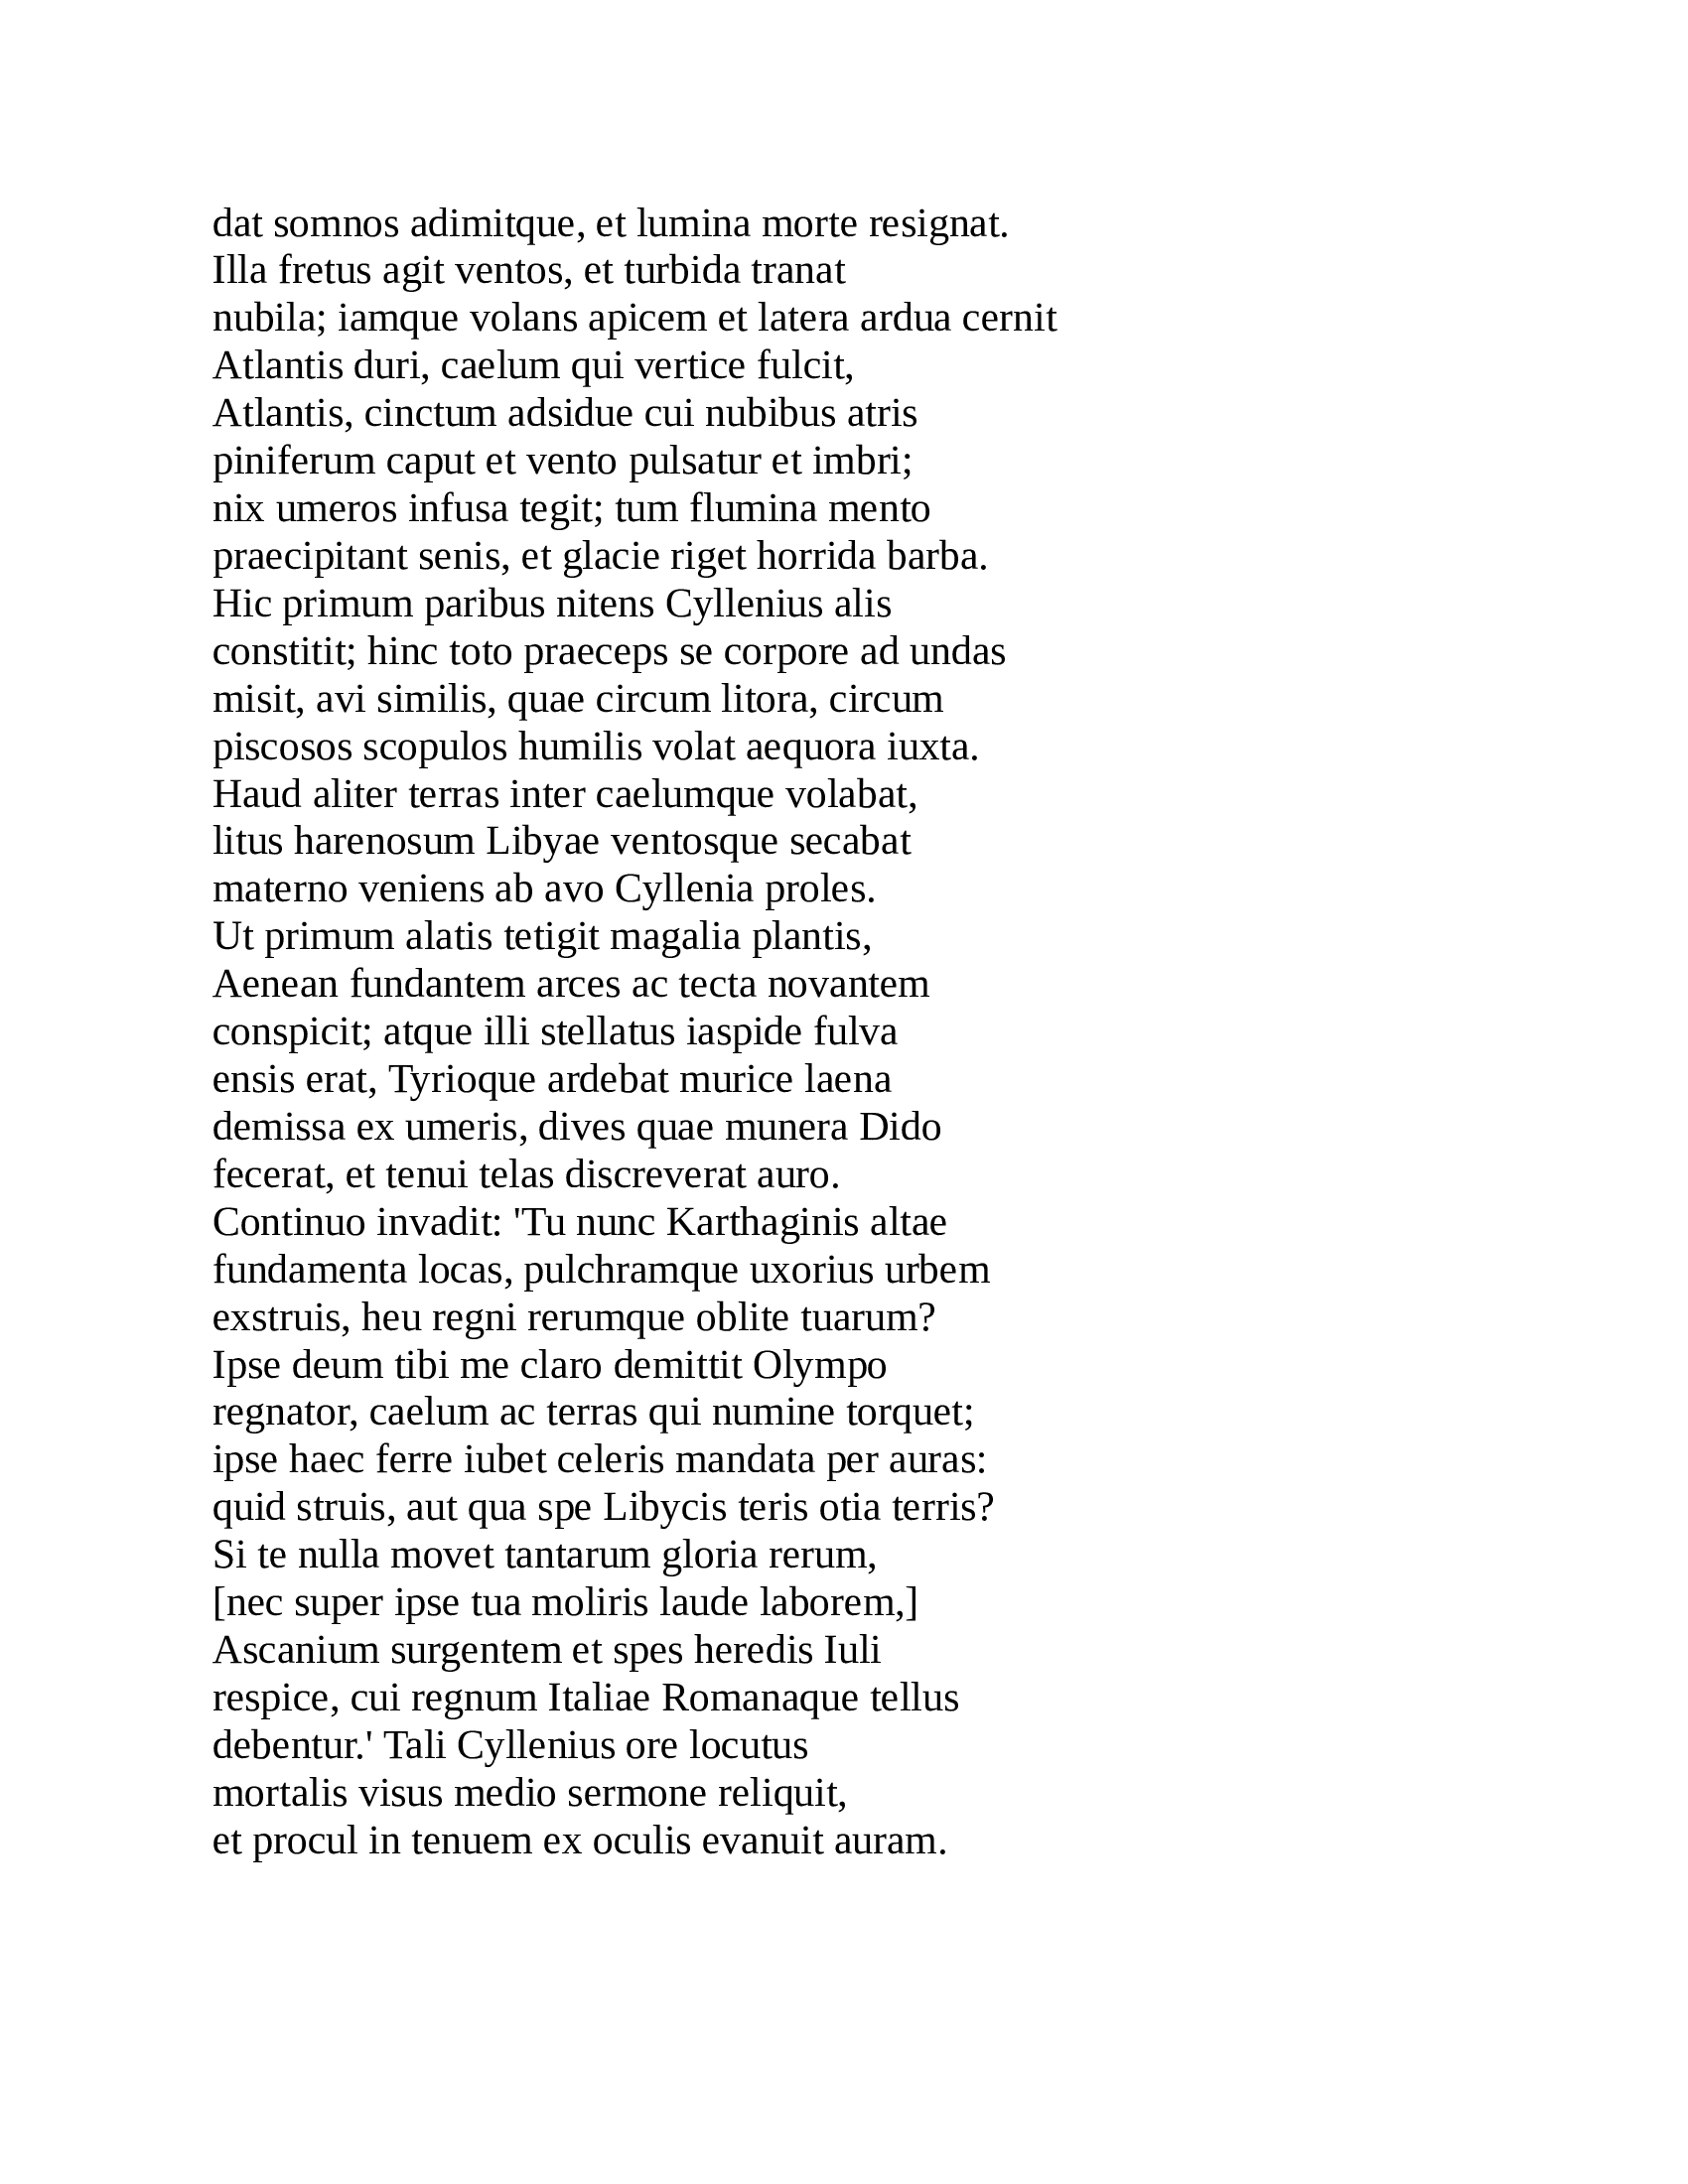 dat somnos adimitque, et lumina morte resignat.
Illa fretus agit ventos, et turbida tranat
nubila; iamque volans apicem et latera ardua cernit
Atlantis duri, caelum qui vertice fulcit,
Atlantis, cinctum adsidue cui nubibus atris
piniferum caput et vento pulsatur et imbri;
nix umeros infusa tegit; tum flumina mento
praecipitant senis, et glacie riget horrida barba.
Hic primum paribus nitens Cyllenius alis
constitit; hinc toto praeceps se corpore ad undas
misit, avi similis, quae circum litora, circum
piscosos scopulos humilis volat aequora iuxta.
Haud aliter terras inter caelumque volabat,
litus harenosum Libyae ventosque secabat
materno veniens ab avo Cyllenia proles.
Ut primum alatis tetigit magalia plantis,
Aenean fundantem arces ac tecta novantem
conspicit; atque illi stellatus iaspide fulva
ensis erat, Tyrioque ardebat murice laena
demissa ex umeris, dives quae munera Dido
fecerat, et tenui telas discreverat auro.
Continuo invadit: 'Tu nunc Karthaginis altae
fundamenta locas, pulchramque uxorius urbem
exstruis, heu regni rerumque oblite tuarum?
Ipse deum tibi me claro demittit Olympo
regnator, caelum ac terras qui numine torquet;
ipse haec ferre iubet celeris mandata per auras:
quid struis, aut qua spe Libycis teris otia terris?
Si te nulla movet tantarum gloria rerum,
[nec super ipse tua moliris laude laborem,]
Ascanium surgentem et spes heredis Iuli
respice, cui regnum Italiae Romanaque tellus
debentur.' Tali Cyllenius ore locutus
mortalis visus medio sermone reliquit,
et procul in tenuem ex oculis evanuit auram.